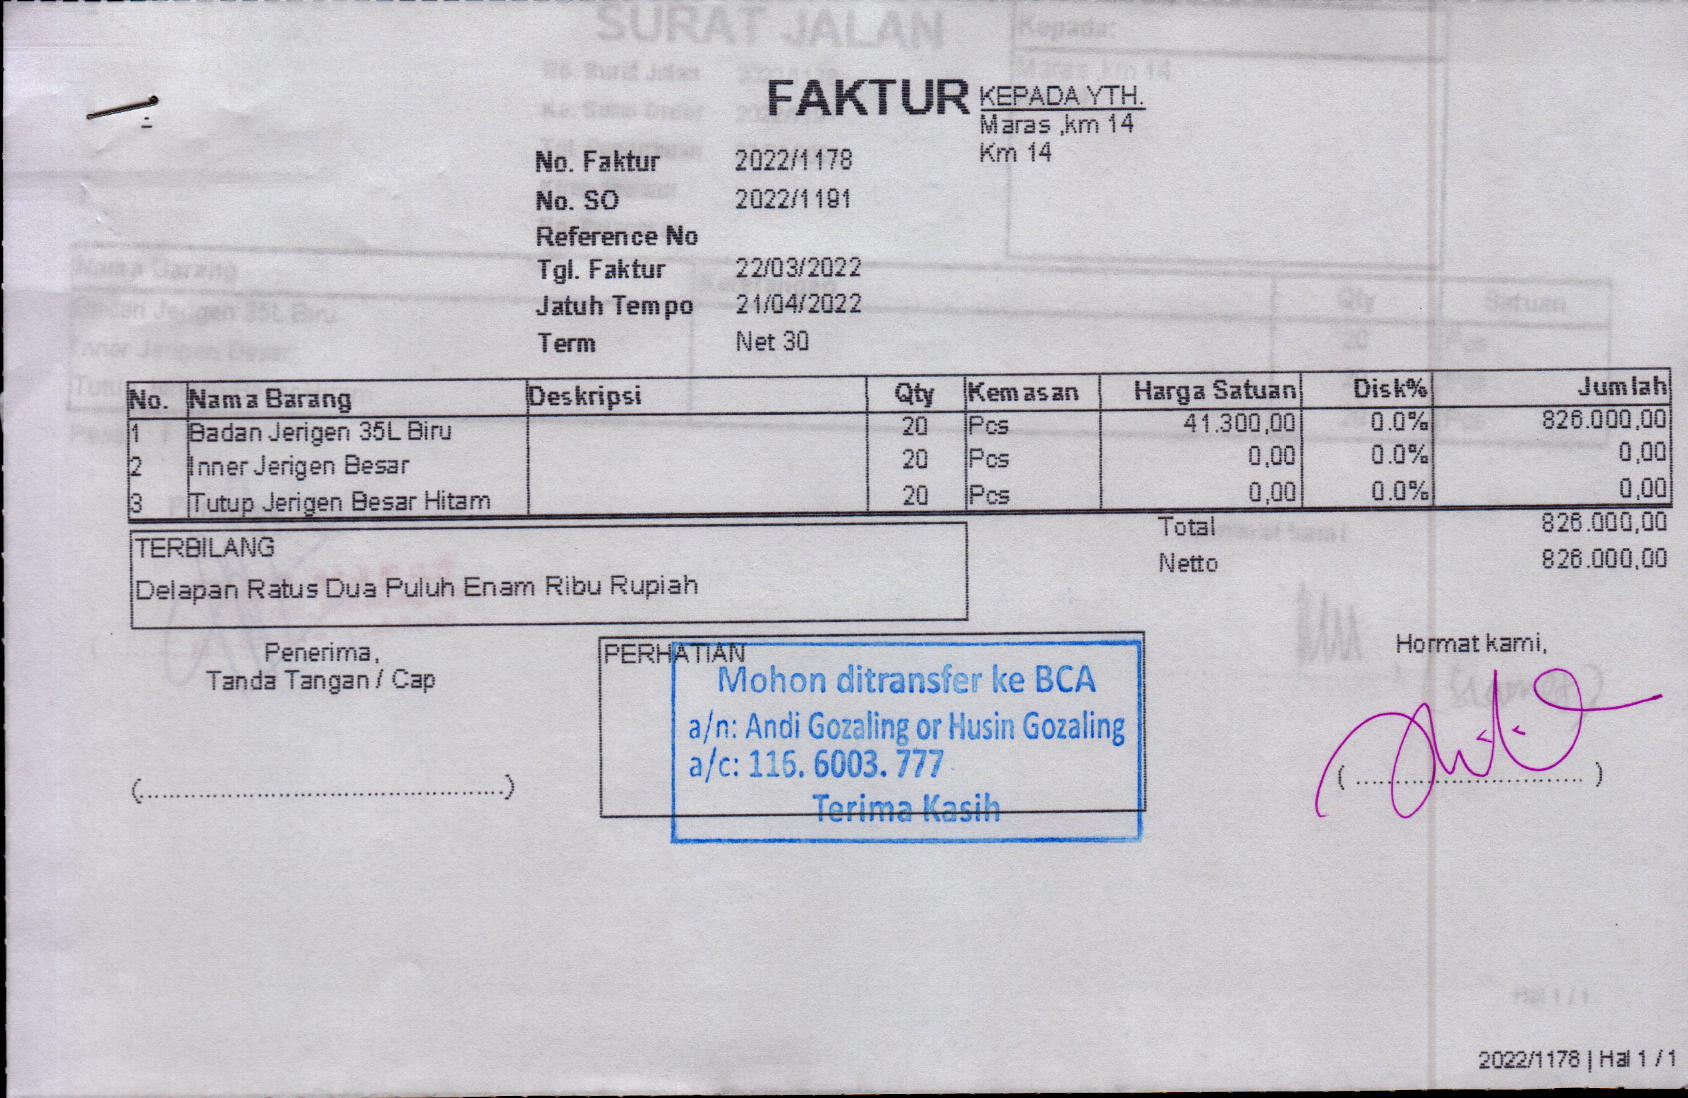 SURAT JALAN
Kepada:
Maras ,km 14
FAKTUR
KEPADA YTH.
Maras ,km 14
Km 14
No. Faktur 2022/1178
No. SO 2022/1191
Reference No
Tgl. Faktur 22/03/2022
Jatuh Tempo 21/04/2022
Term Net 30
No. Nama Barang Deskripsi Qty Kemasan Harga Satuan Disk% Jumlah
1 Badan Jerigen 35L Biru 20 Pcs 41.300,00 0.0% 826.000,00
2 Inner Jerigen Besar 20 Pcs 0,00 0.0% 0,00
3 Tutup Jerigen Besar Hitam 20 Pcs 0,00 0.0% 0,00
Total 826.000,00
Netto 826.000,00
TERBILANG
Delapan Ratus Dua Puluh Enam Ribu Rupiah
Penerima,
Tanda Tangan / Cap
(................................................)
PERHATIAN
Mohon ditransfer ke BCA
a/n: Andi Gozaling or Husin Gozaling
a/c: 116. 6003. 777
Terima Kasih
Hormat kami,
( .............................. )
2022/1178 | Hal 1 / 1